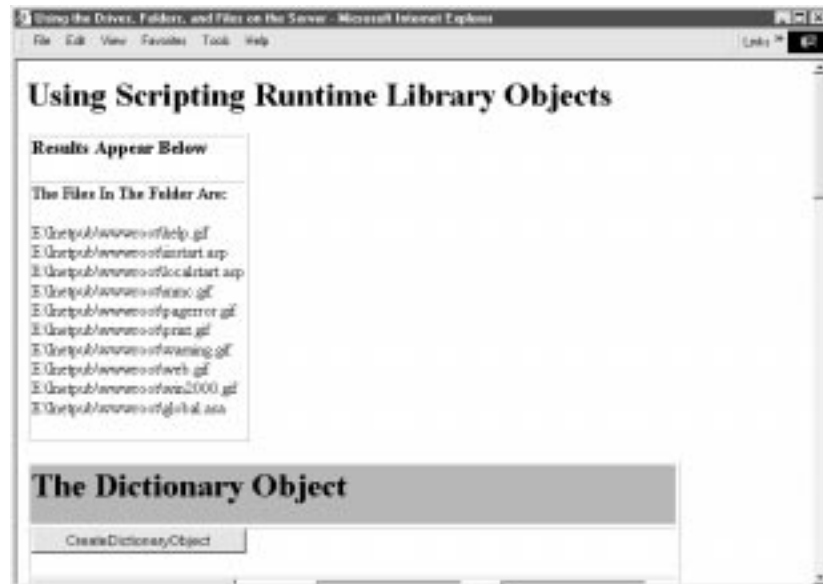 Using the Drives, Folders, and Files on the Server - Microsoft Internet Explorer
File Edit View Favorites Tools Help
Links »
Using Scripting Runtime Library Objects
Results Appear Below
The Files In The Folder Are:
E:\Inetpub\wwwroot\help.gif
E:\Inetpub\wwwroot\iisstart.asp
E:\Inetpub\wwwroot\localstart.asp
E:\Inetpub\wwwroot\mmc.gif
E:\Inetpub\wwwroot\pagerror.gif
E:\Inetpub\wwwroot\print.gif
E:\Inetpub\wwwroot\warning.gif
E:\Inetpub\wwwroot\web.gif
E:\Inetpub\wwwroot\win2000.gif
E:\Inetpub\wwwroot\global.asa
The Dictionary Object
CreateDictionaryObject